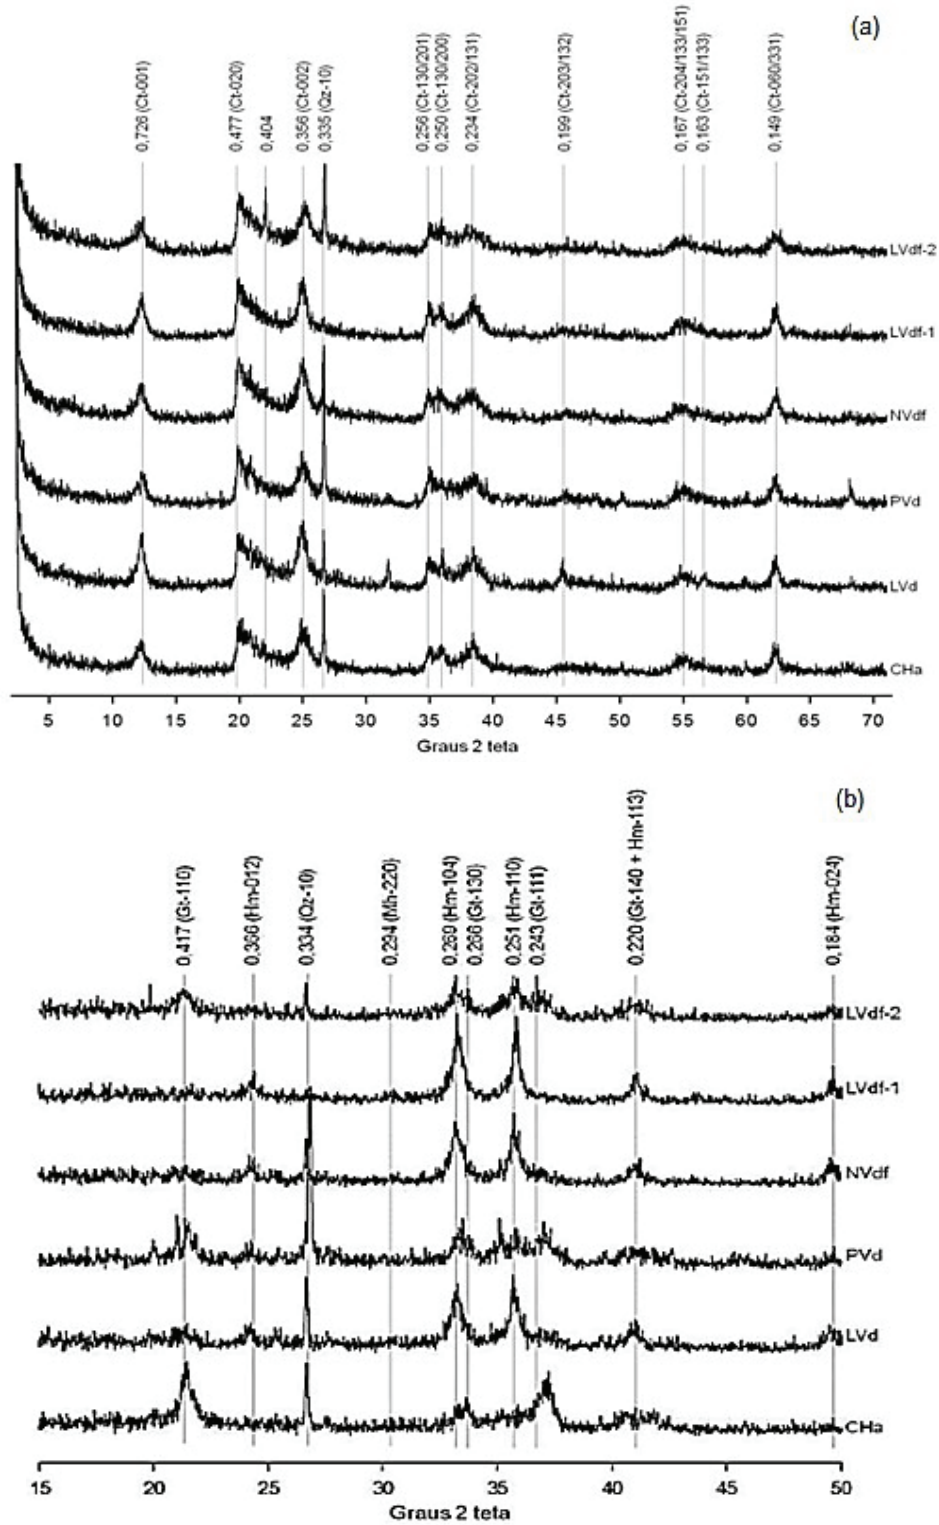 (a)
0,726 (Ct-001)
0,477 (Ct-020)
0,404
0,356 (Ct-002)
0,335 (Qz-10)
0,256 (Ct-130/201)
0,250 (Ct-130/200)
0,234 (Ct-202/131)
0,199 (Ct-203/132)
0,167 (Ct-204/133/151)
0,163 (Ct-151/133)
0,149 (Ct-060/331)
LVdf-2
LVdf-1
NVdf
PVd
LVd
CHa
5 10 15 20 25 30 35 40 45 50 55 60 65 70
Graus 2 teta
(b)
0,417 (Gt-110)
0,366 (Hm-012)
0,334 (Qz-10)
0,294 (Mh-220)
0,269 (Hm-104)
0,266 (Gt-130)
0,251 (Hm-110)
0,243 (Gt-111)
0,220 (Gt-140 + Hm-113)
0,184 (Hm-024)
LVdf-2
LVdf-1
NVdf
PVd
LVd
CHa
15 20 25 30 35 40 45 50
Graus 2 teta